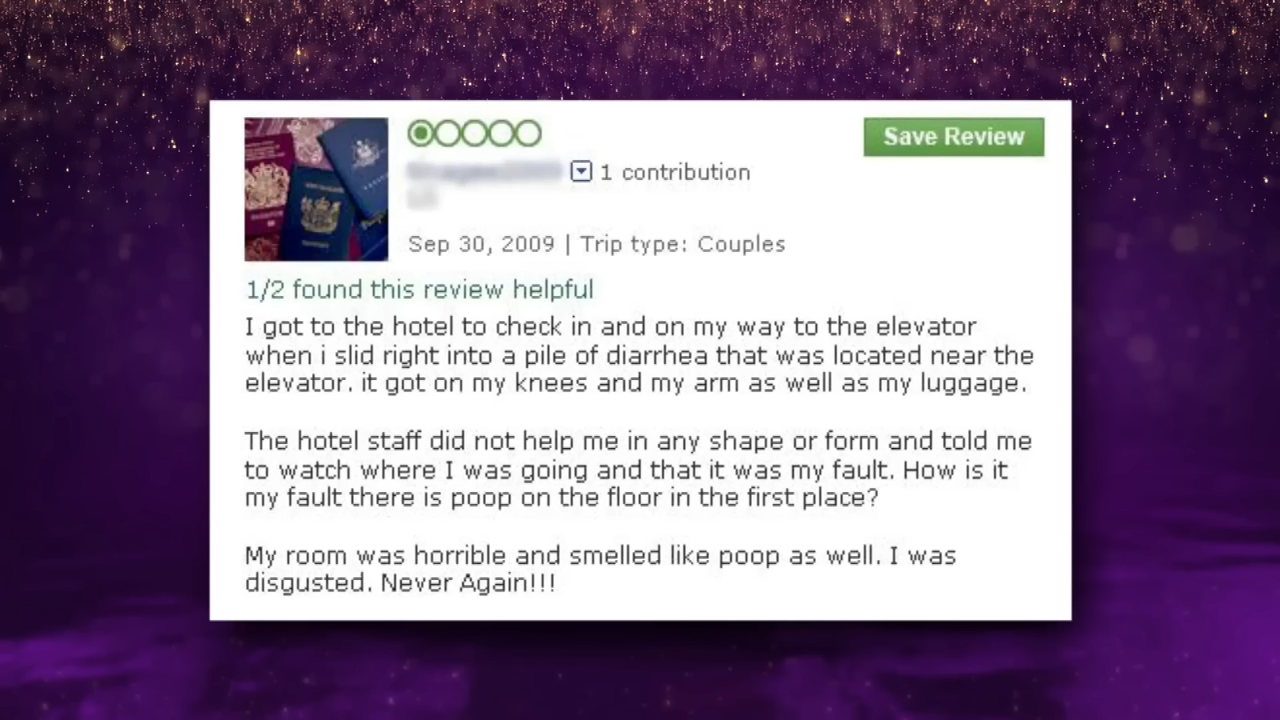 Save Review
1 contribution
Sep 30, 2009 | Trip type: Couples
1/2 found this review helpful
I got to the hotel to check in and on my way to the elevator
when i slid right into a pile of diarrhea that was located near the
elevator. it got on my knees and my arm as well as my luggage.
The hotel staff did not help me in any shape or form and told me
to watch where I was going and that it was my fault. How is it
my fault there is poop on the floor in the first place?
My room was horrible and smelled like poop as well. I was
disgusted. Never Again!!!